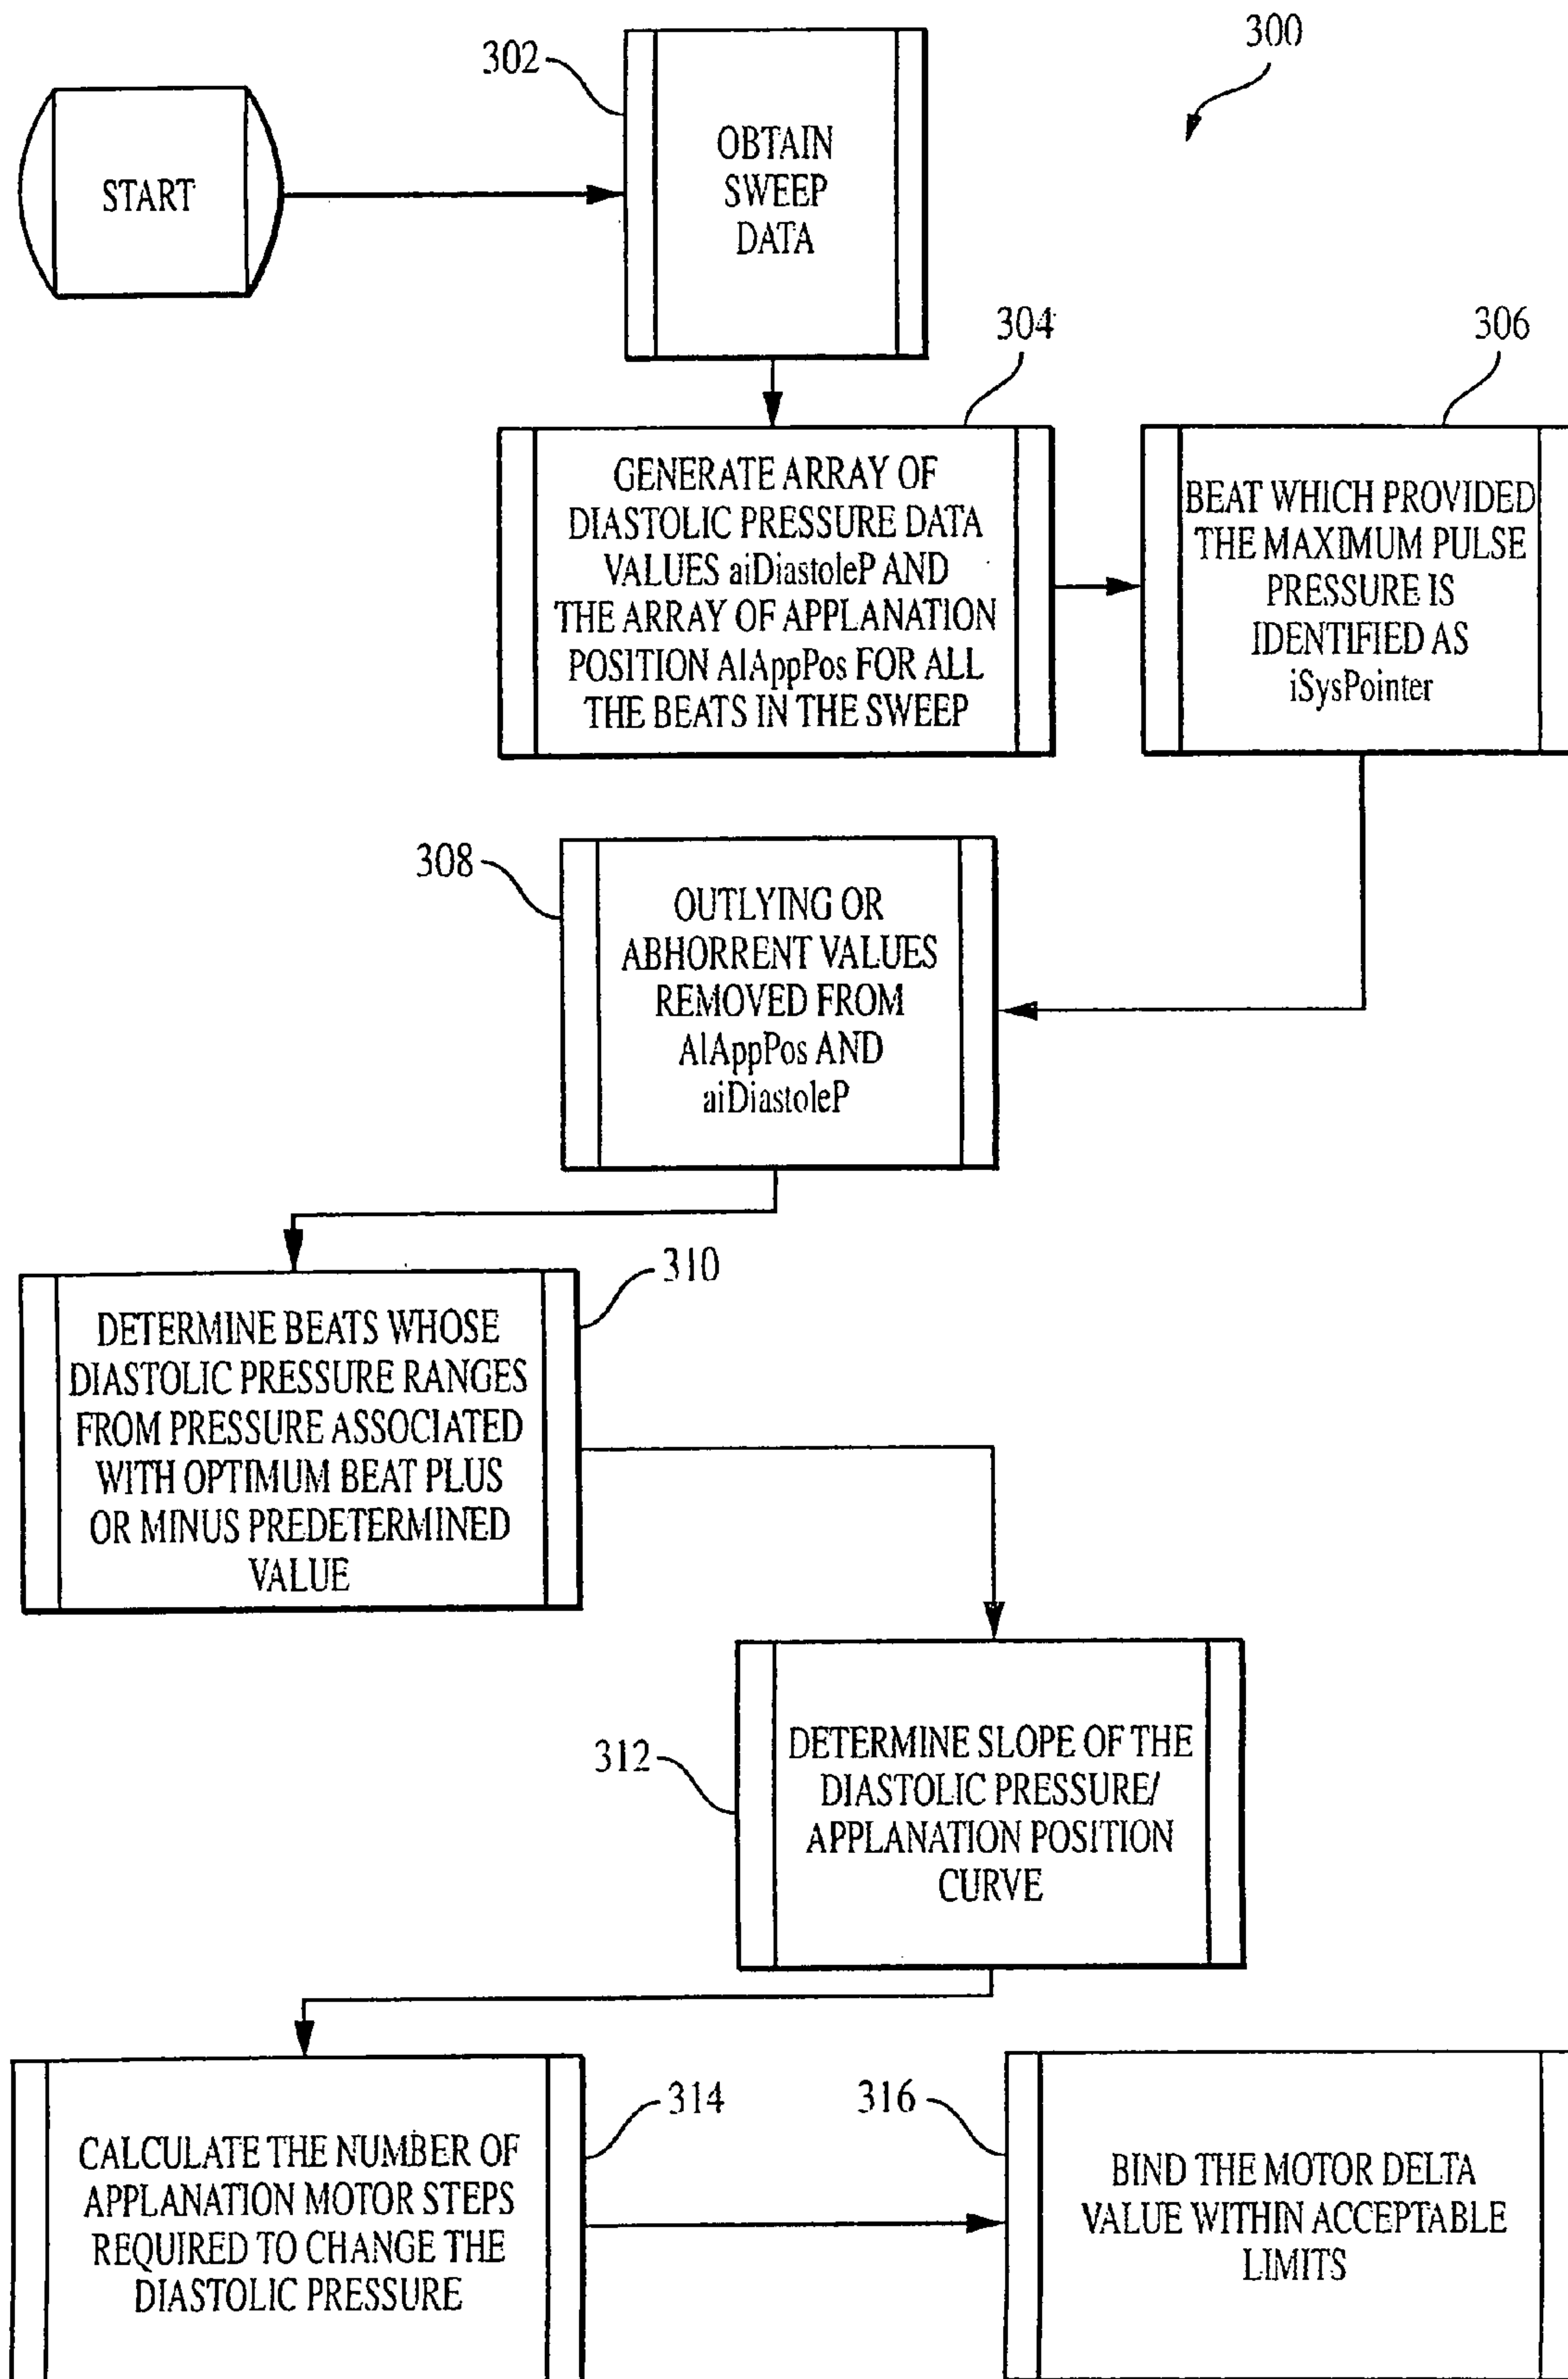 300
302
START
OBTAIN
SWEEP
DATA
304
GENERATE ARRAY OF
DIASTOLIC PRESSURE DATA
VALUES aiDiastoleP AND
THE ARRAY OF APPLANATION
POSITION AlAppPos FOR ALL
THE BEATS IN THE SWEEP
306
BEAT WHICH PROVIDED
THE MAXIMUM PULSE
PRESSURE IS
IDENTIFIED AS
iSysPointer
308
OUTLYING OR
ABHORRENT VALUES
REMOVED FROM
AlAppPos AND
aiDiastoleP
310
DETERMINE BEATS WHOSE
DIASTOLIC PRESSURE RANGES
FROM PRESSURE ASSOCIATED
WITH OPTIMUM BEAT PLUS
OR MINUS PREDETERMINED
VALUE
312
DETERMINE SLOPE OF THE
DIASTOLIC PRESSURE/
APPLANATION POSITION
CURVE
314
CALCULATE THE NUMBER OF
APPLANATION MOTOR STEPS
REQUIRED TO CHANGE THE
DIASTOLIC PRESSURE
316
BIND THE MOTOR DELTA
VALUE WITHIN ACCEPTABLE
LIMITS